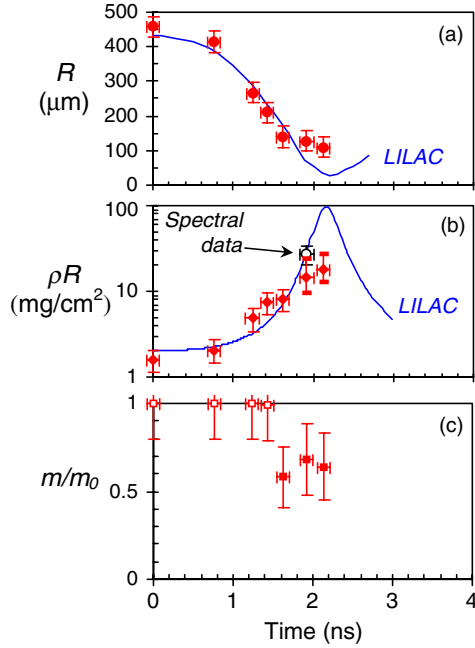 500
400
300
200
100
0
R
(μm)
(a)
LILAC
100
10
1
ρR
(mg/cm²)
Spectral
data
(b)
LILAC
1
0.5
0
m/m₀
(c)
0 1 2 3 4
Time (ns)